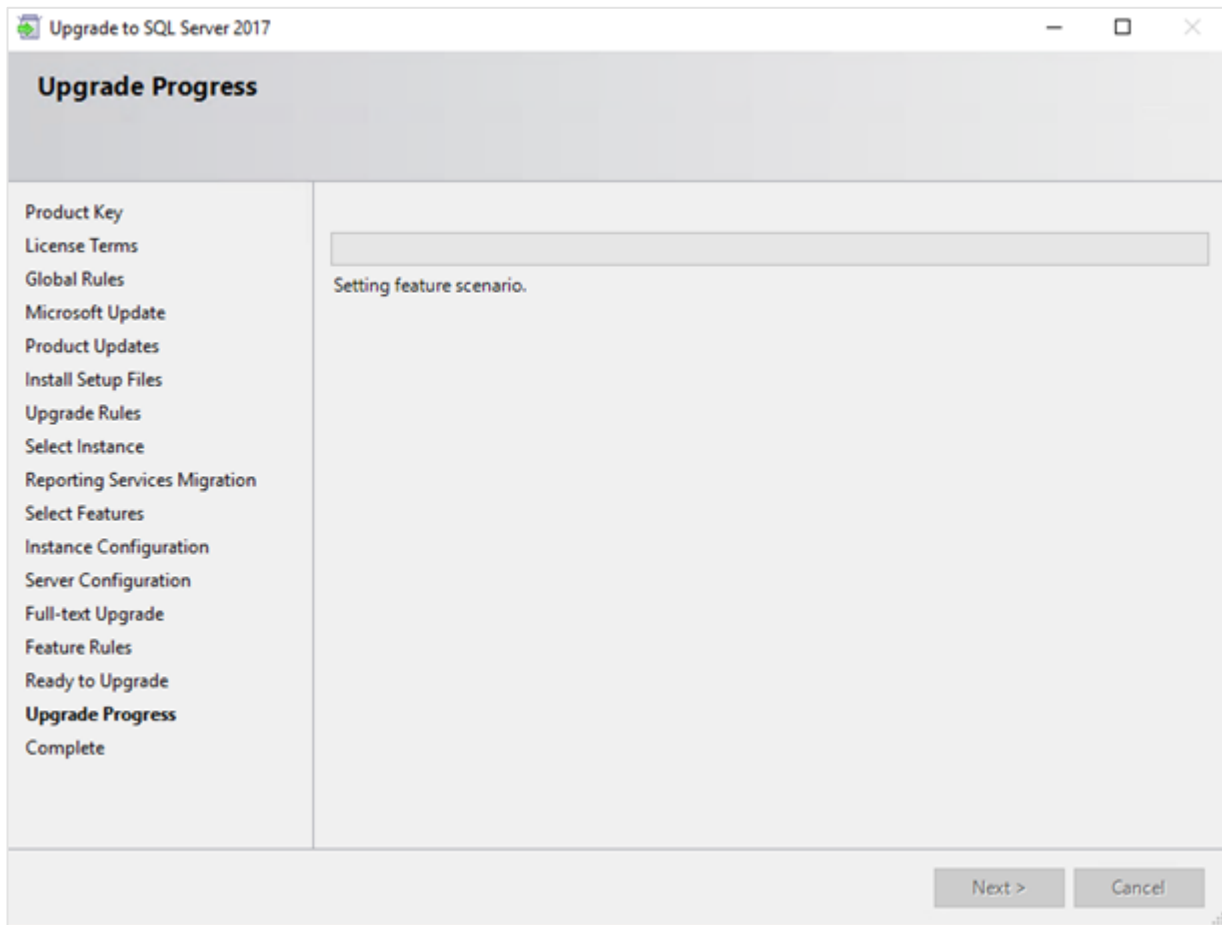 Upgrade to SQL Server 2017
Upgrade Progress
Product Key
License Terms
Global Rules
Microsoft Update
Product Updates
Install Setup Files
Upgrade Rules
Select Instance
Reporting Services Migration
Select Features
Instance Configuration
Server Configuration
Full-text Upgrade
Feature Rules
Ready to Upgrade
Upgrade Progress
Complete
Setting feature scenario.
Next >
Cancel